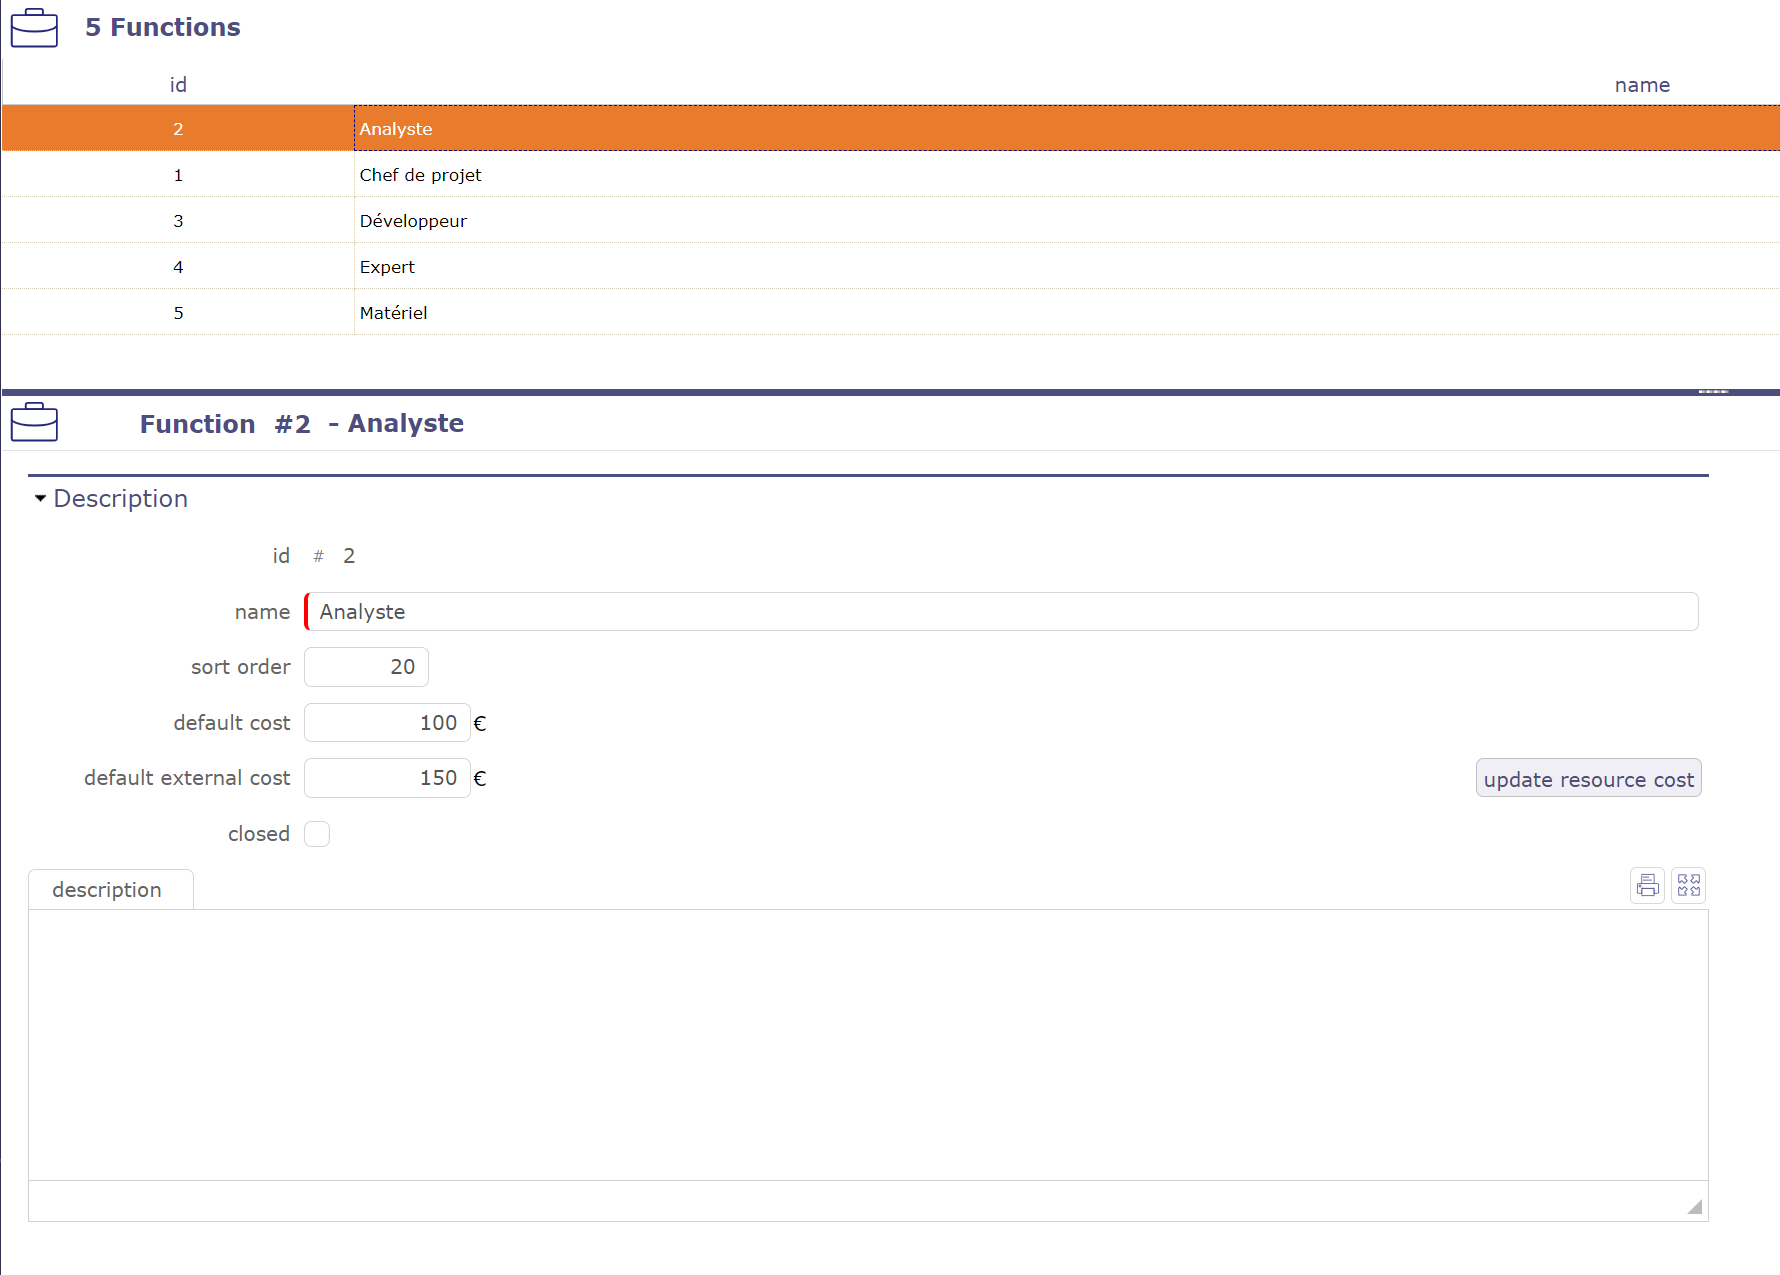 5 Functions
id name
2 Analyste
1 Chef de projet
3 Développeur
4 Expert
5 Matériel
Function #2 - Analyste
Description
id # 2
name Analyste
sort order 20
default cost 100 €
default external cost 150 € update resource cost
closed
description